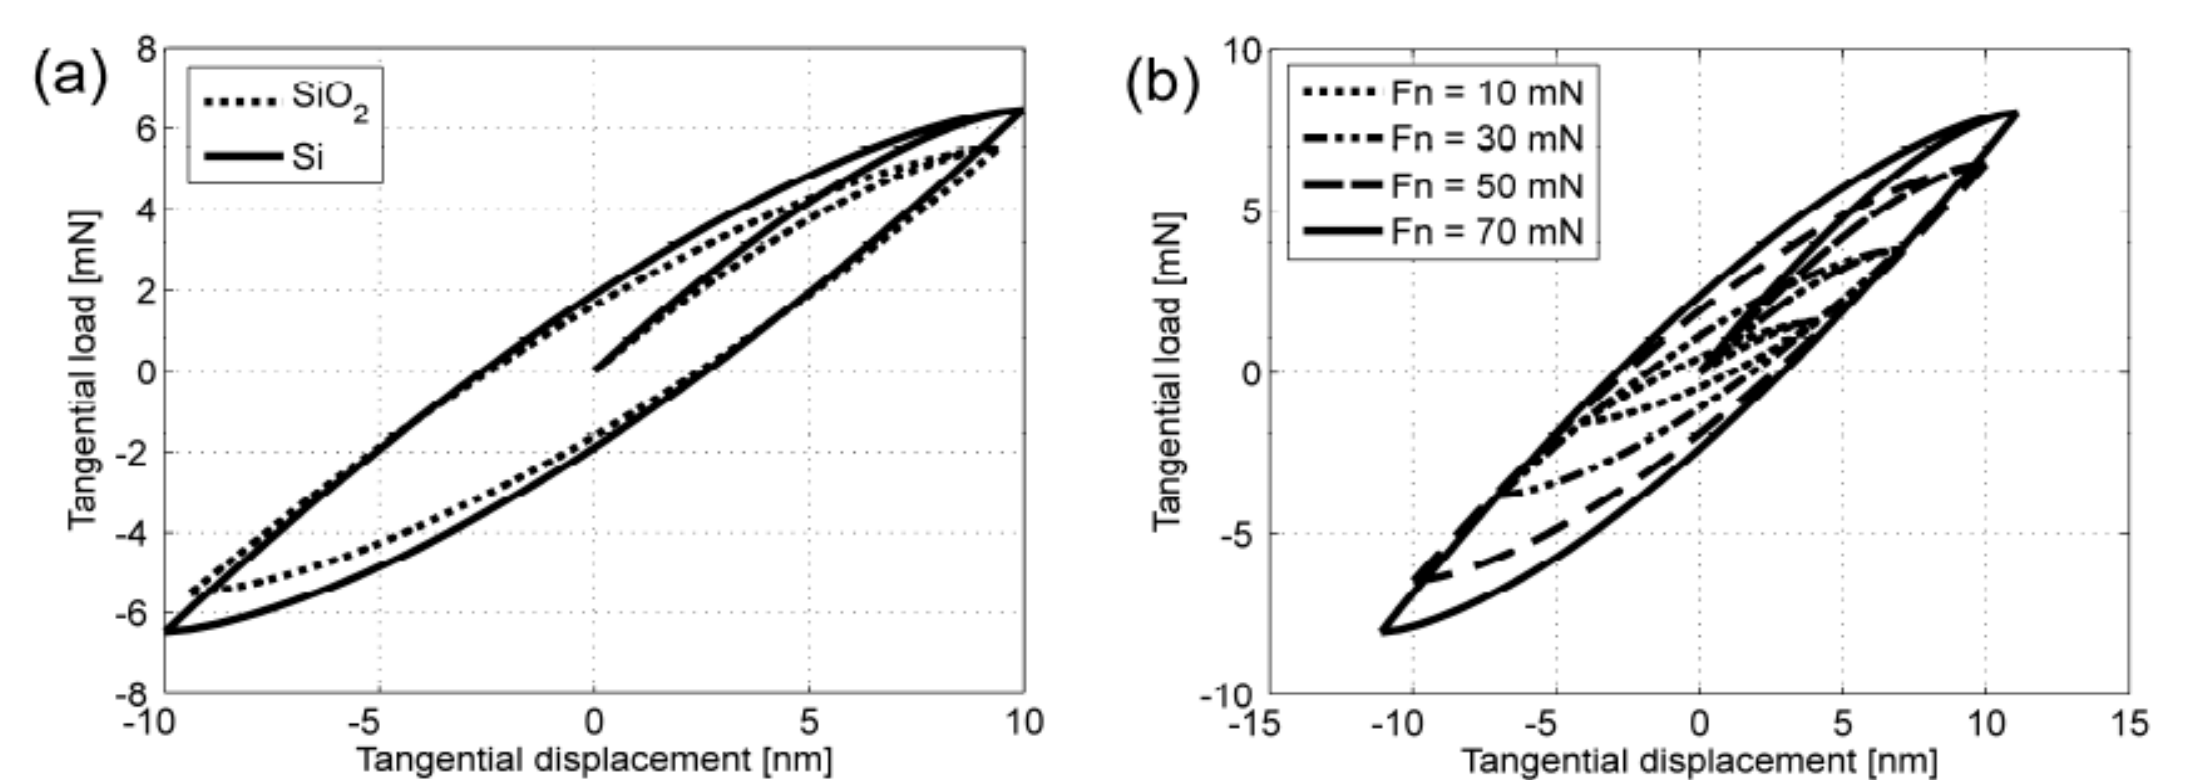 (a)
8
6
4
2
0
-2
-4
-6
-8
-10
-5
0
5
10
Tangential load [mN]
Tangential displacement [nm]
SiO₂
Si
(b)
10
5
0
-5
-10
-15
-10
-5
0
5
10
15
Tangential load [mN]
Tangential displacement [nm]
Fn = 10 mN
Fn = 30 mN
Fn = 50 mN
Fn = 70 mN